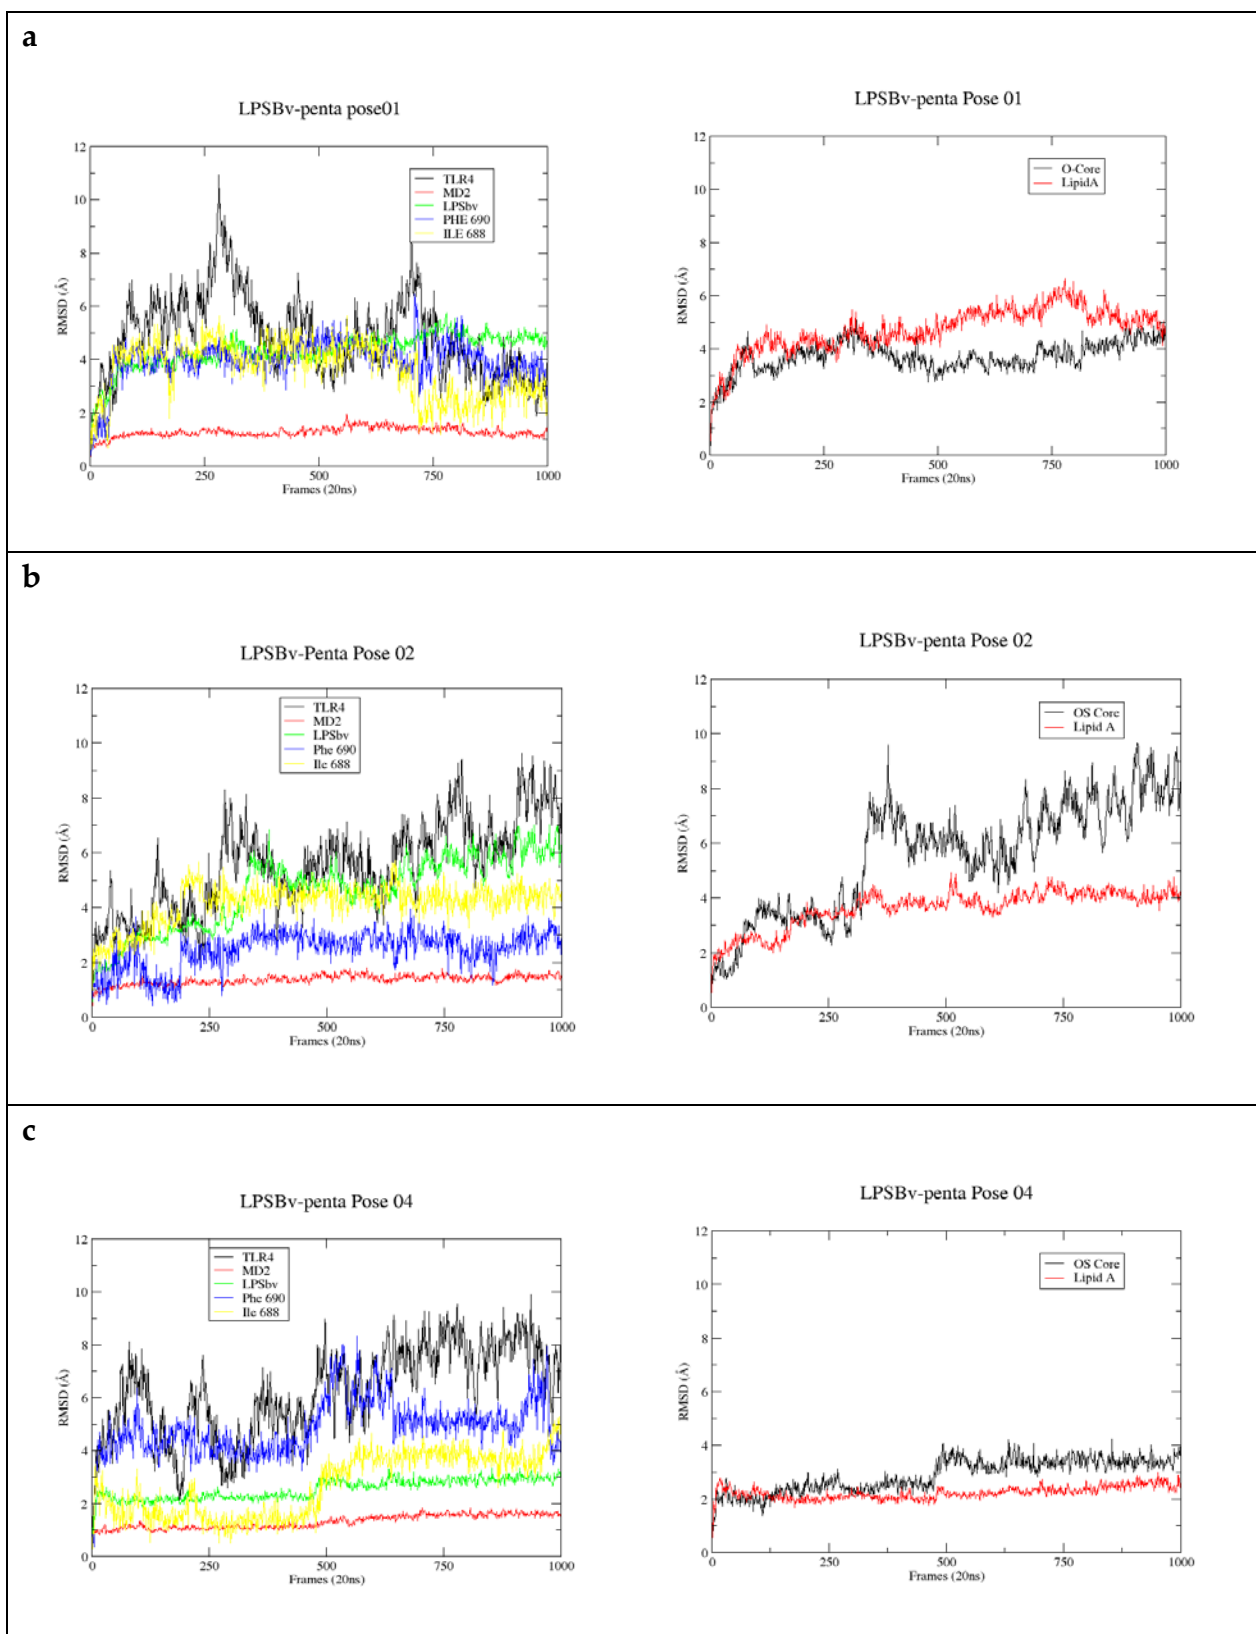 a
LPSBv-penta pose01
12
10
8
6
4
2
0
RMSD (Å)
TLR4
MD2
LPSbv
PHE 690
ILE 688
0 250 500 750 1000
Frames (20ns)
LPSBv-penta Pose 01
12
10
8
6
4
2
0
RMSD (Å)
O-Core
LipidA
0 250 500 750 1000
Frames (20ns)
b
LPSBv-Penta Pose 02
12
10
8
6
4
2
0
RMSD (Å)
TLR4
MD2
LPSbv
Phe 690
Ile 688
0 250 500 750 1000
Frames (20ns)
LPSBv-penta Pose 02
12
10
8
6
4
2
0
RMSD (Å)
OS Core
Lipid A
0 250 500 750 1000
Frames (20ns)
c
LPSBv-penta Pose 04
12
10
8
6
4
2
0
RMSD (Å)
TLR4
MD2
LPSbv
Phe 690
Ile 688
0 250 500 750 1000
Frames (20ns)
LPSBv-penta Pose 04
12
10
8
6
4
2
0
RMSD (Å)
OS Core
Lipid A
0 250 500 750 1000
Frames (20ns)